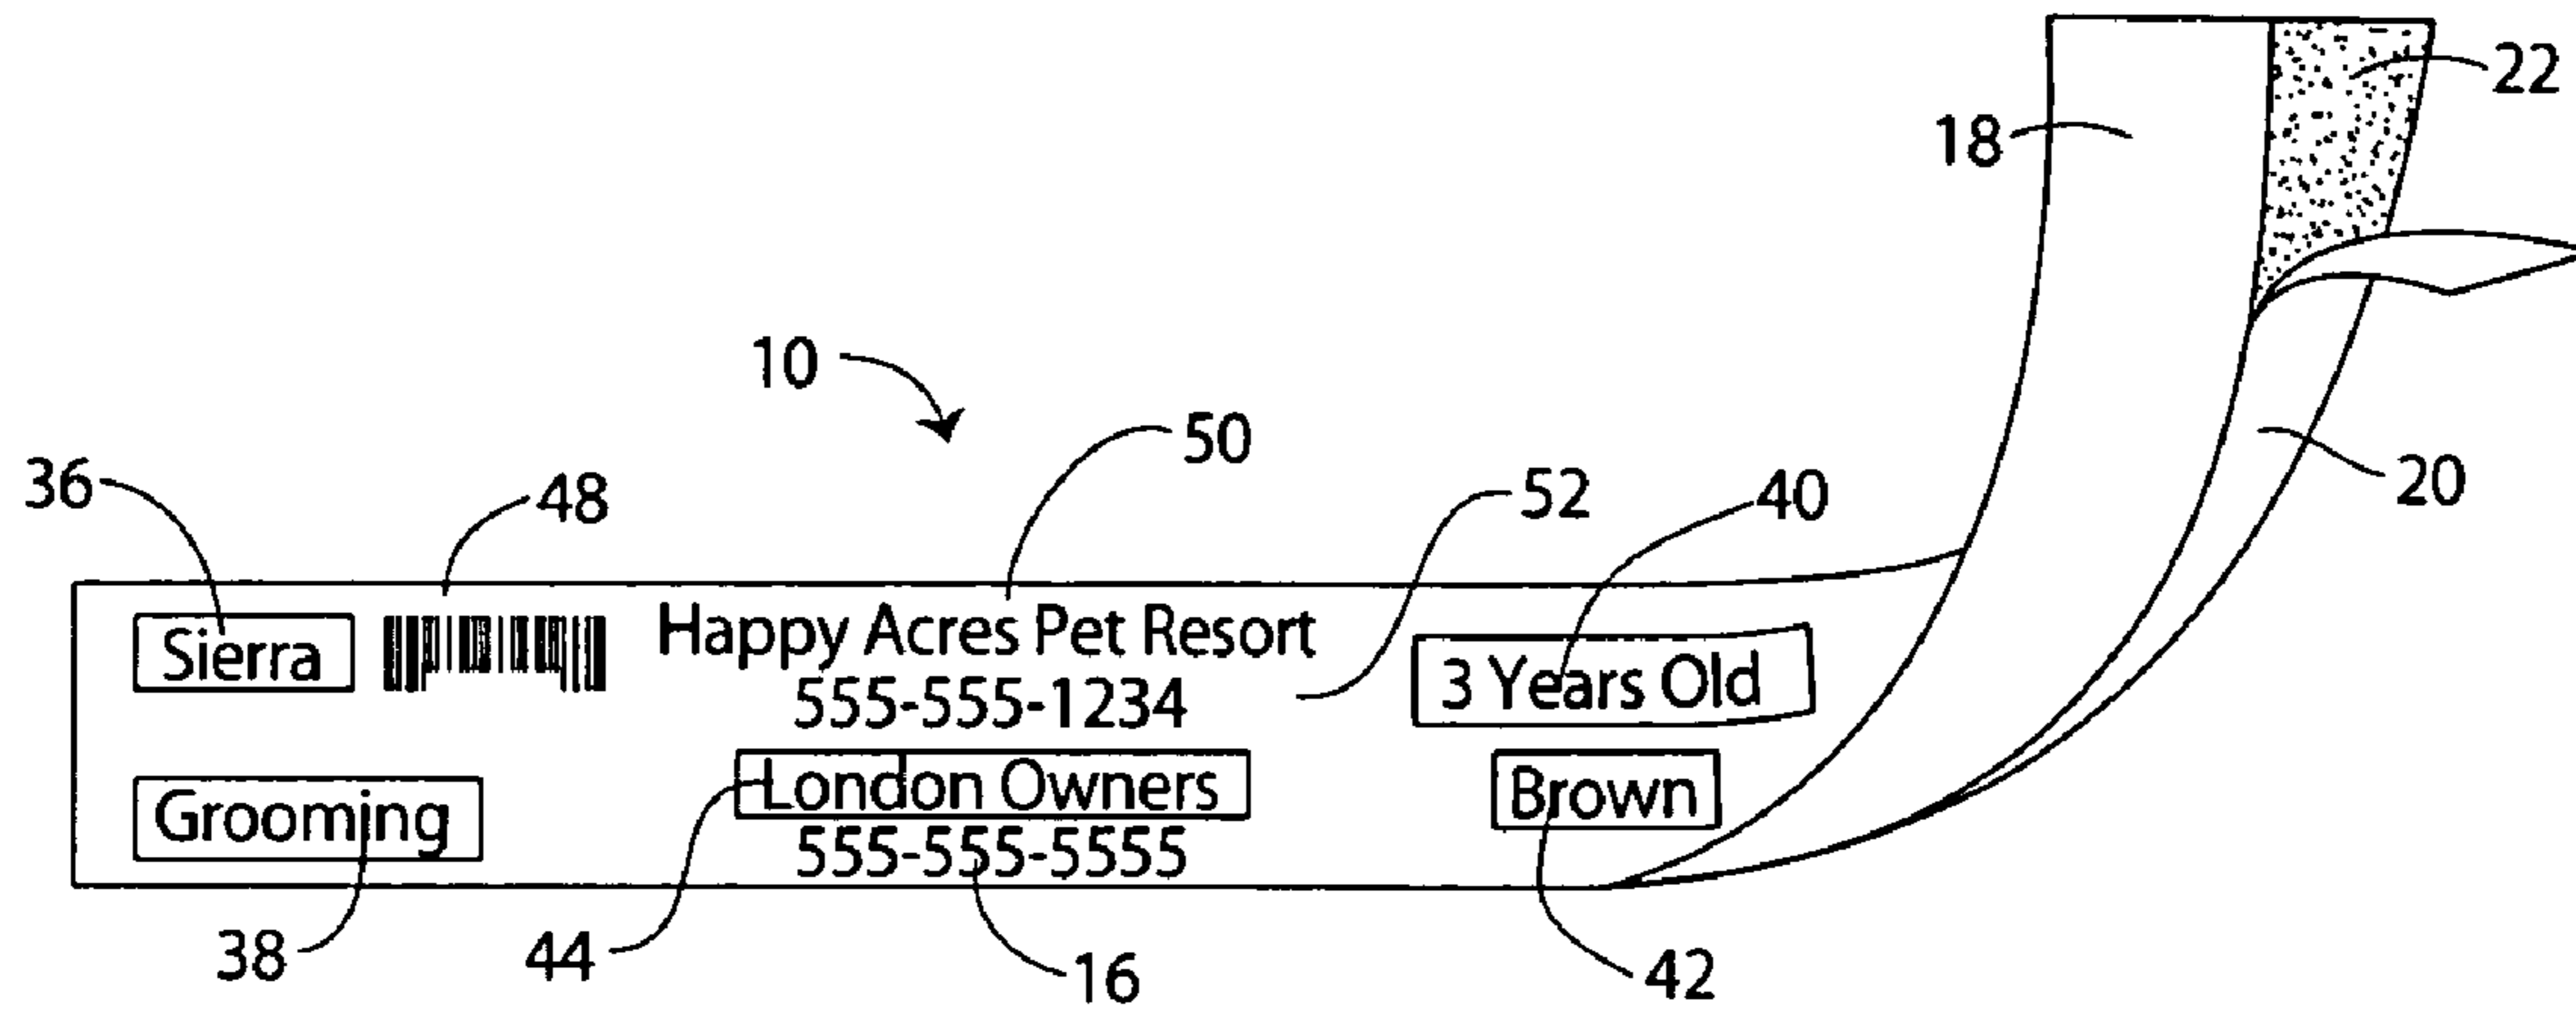 22
18
10
50
36
48
52
40
20
Sierra
Happy Acres Pet Resort
555-555-1234
3 Years Old
Grooming
London Owners
555-555-5555
Brown
38
44
16
42